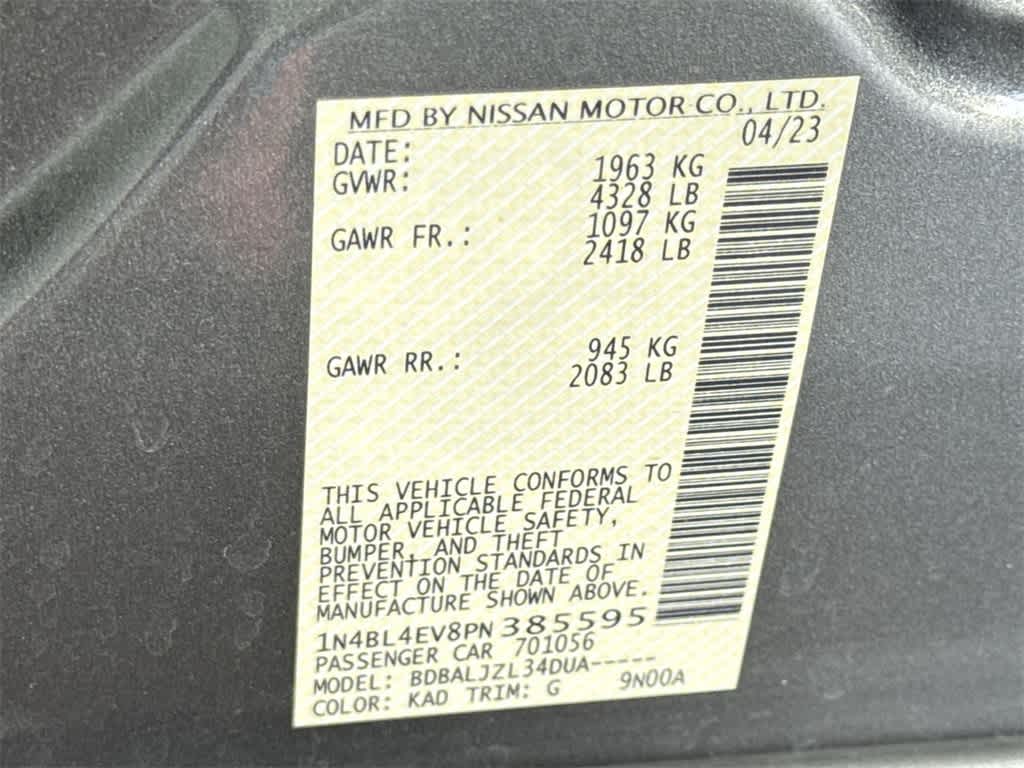 MFD BY NISSAN MOTOR CO., LTD.
DATE: 04/23
GVWR: 1963 KG
4328 LB
GAWR FR.: 1097 KG
2418 LB
GAWR RR.: 945 KG
2083 LB
THIS VEHICLE CONFORMS TO
ALL APPLICABLE FEDERAL
MOTOR VEHICLE SAFETY,
BUMPER, AND THEFT
PREVENTION STANDARDS IN
EFFECT ON THE DATE OF
MANUFACTURE SHOWN ABOVE.
1N4BL4EV8PN385595
PASSENGER CAR 701056
MODEL: BDBALJZL34DUA-----
COLOR: KAD TRIM: G 9N00A